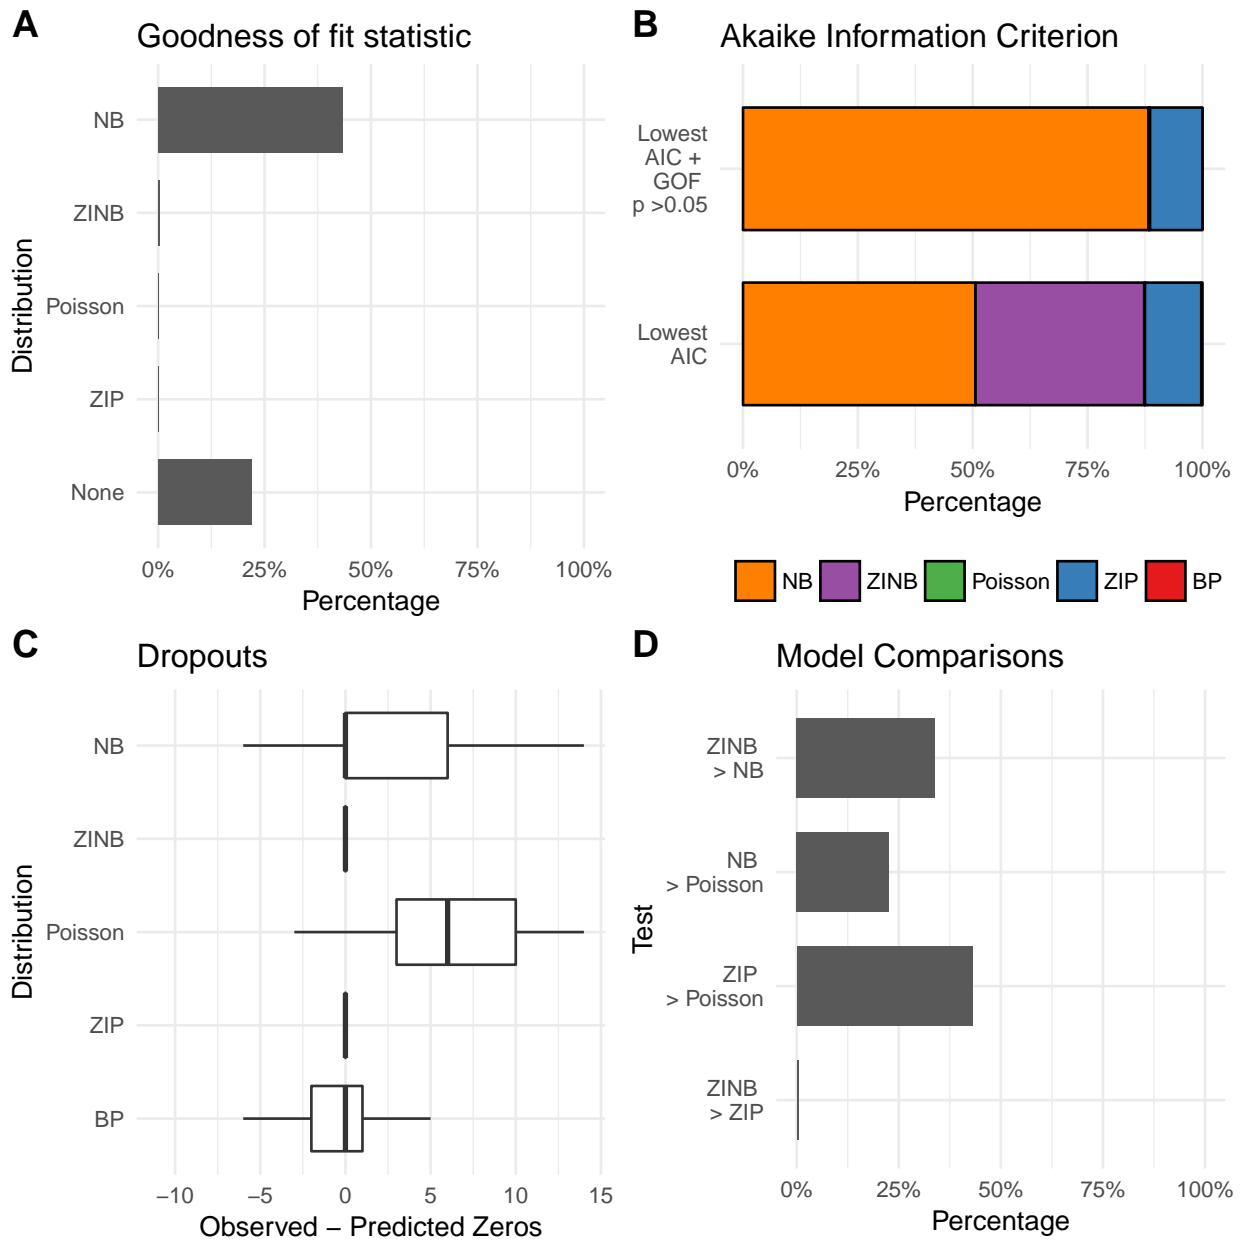 A
Goodness of fit statistic
Distribution
NB
ZINB
Poisson
ZIP
None
0%
25%
50%
75%
100%
Percentage
B
Akaike Information Criterion
Lowest
AIC +
GOF
p >0.05
Lowest
AIC
0%
25%
50%
75%
100%
Percentage
NB
ZINB
Poisson
ZIP
BP
C
Dropouts
Distribution
NB
ZINB
Poisson
ZIP
BP
−10
−5
0
5
10
15
Observed − Predicted Zeros
D
Model Comparisons
Test
ZINB
> NB
NB
> Poisson
ZIP
> Poisson
ZINB
> ZIP
0%
25%
50%
75%
100%
Percentage